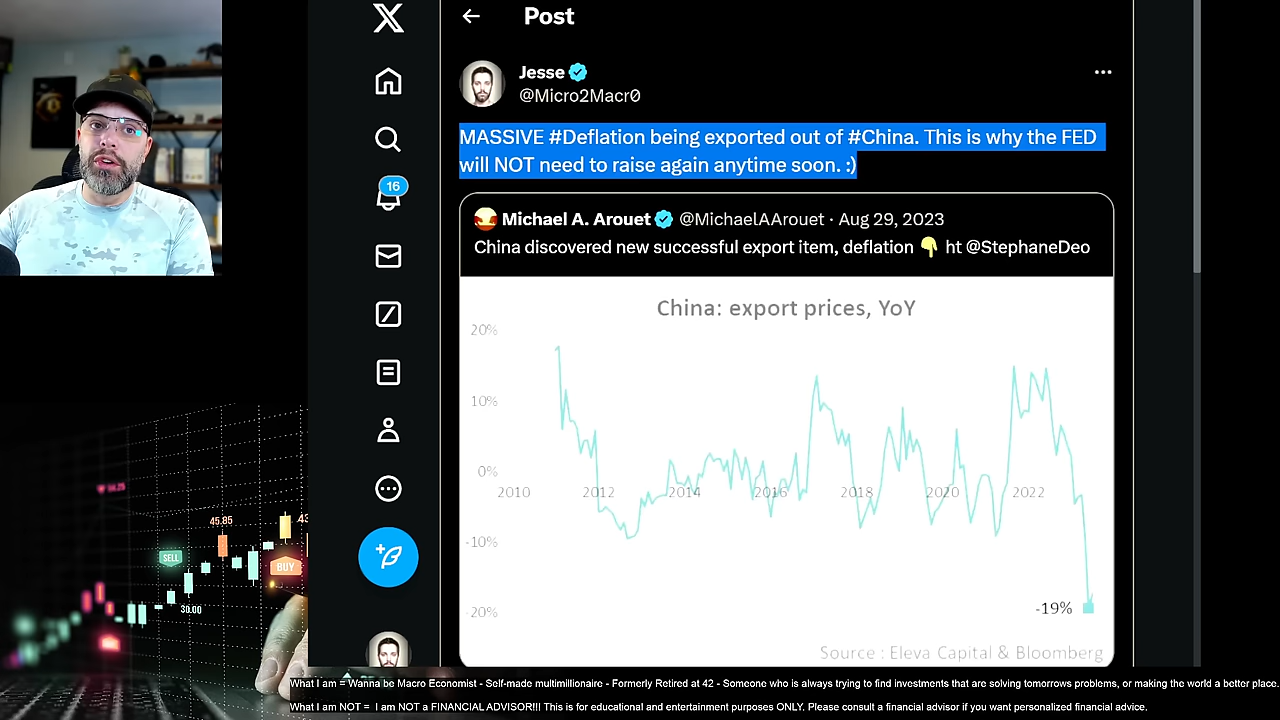 Post
Jesse
@Micro2Macr0
16
MASSIVE #Deflation being exported out of #China. This is why the FED
will NOT need to raise again anytime soon. :)
Michael A. Arouet @MichaelAArouet · Aug 29, 2023
China discovered new successful export item, deflation 👇 ht @StephaneDeo
China: export prices, YoY
20%
10%
0%
2010 2012 2014 2016 2018 2020 2022
-10%
-20%
-19%
Source : Eleva Capital & Bloomberg
45.85
43
SELL
BUY
30.00
What I am = Wanna be Macro Economist - Self-made multimillionaire - Formerly Retired at 42 - Someone who is always trying to find investments that are solving tomorrows problems, or making the world a better place.
What I am NOT = I am NOT a FINANCIAL ADVISOR!!! This is for educational and entertainment purposes ONLY. Please consult a financial advisor if you want personalized financial advice.